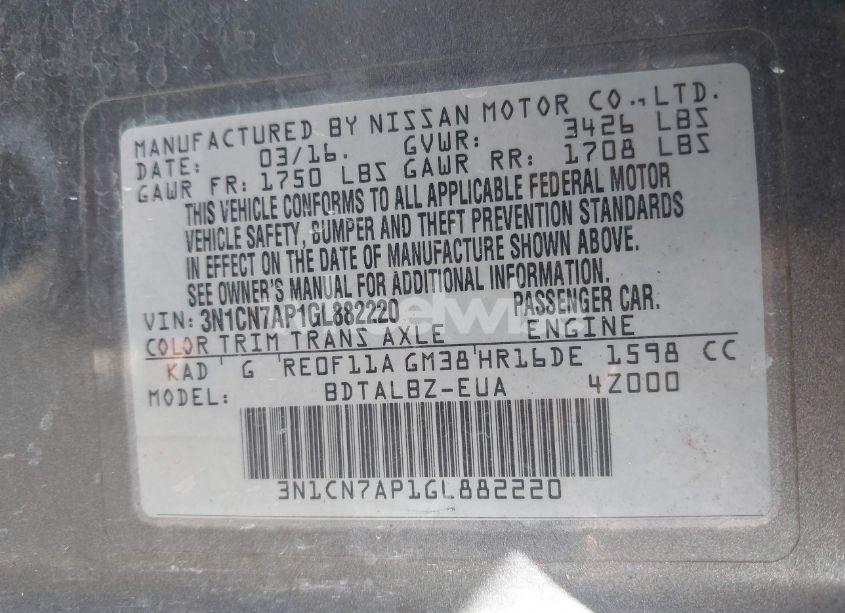 MANUFACTURED BY NISSAN MOTOR CO.,LTD.
DATE: 03/16. GVWR: 3426 LBS
GAWR FR: 1750 LBS GAWR RR: 1708 LBS
THIS VEHICLE CONFORMS TO ALL APPLICABLE FEDERAL MOTOR
VEHICLE SAFETY, BUMPER AND THEFT PREVENTION STANDARDS
IN EFFECT ON THE DATE OF MANUFACTURE SHOWN ABOVE.
SEE OWNER'S MANUAL FOR ADDITIONAL INFORMATION.
VIN: 3N1CN7AP1GL882220 PASSENGER CAR.
COLOR TRIM TRANS AXLE ENGINE
KAD G RE0F11A GM38 HR16DE 1598 CC
MODEL: BDTALBZ-EUA 4Z000
3N1CN7AP1GL882220